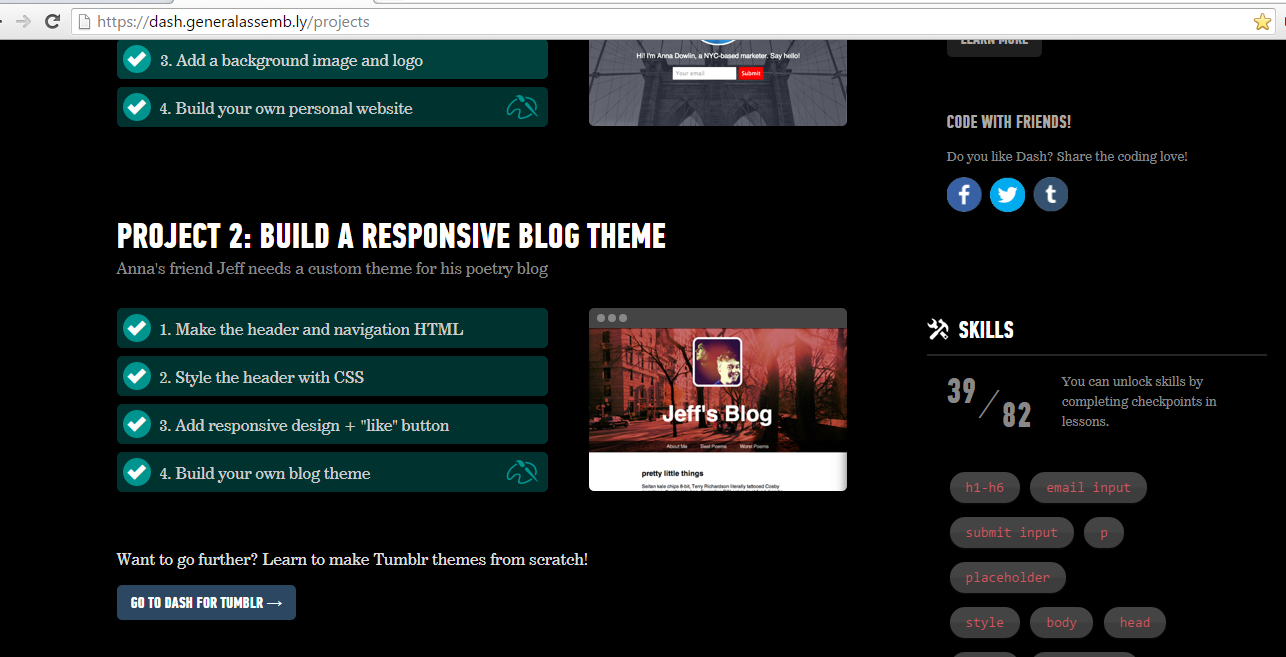 https://dash.generalassemb.ly/projects
3. Add a background image and logo
4. Build your own personal website
Hi! I'm Anna Dowlin, a NYC-based marketer. Say hello!
Your email
Submit
LEARN MORE
CODE WITH FRIENDS!
Do you like Dash? Share the coding love!
f
t
PROJECT 2: BUILD A RESPONSIVE BLOG THEME
Anna's friend Jeff needs a custom theme for his poetry blog
1. Make the header and navigation HTML
2. Style the header with CSS
3. Add responsive design + "like" button
4. Build your own blog theme
Jeff's Blog
About Me Best Poems Worst Poems
pretty little things
Seitan kale chips 8-bit, Terry Richardson literally tattooed Cosby
Want to go further? Learn to make Tumblr themes from scratch!
GO TO DASH FOR TUMBLR →
SKILLS
39/82
You can unlock skills by
completing checkpoints in
lessons.
h1-h6 email input
submit input p
placeholder
style body head